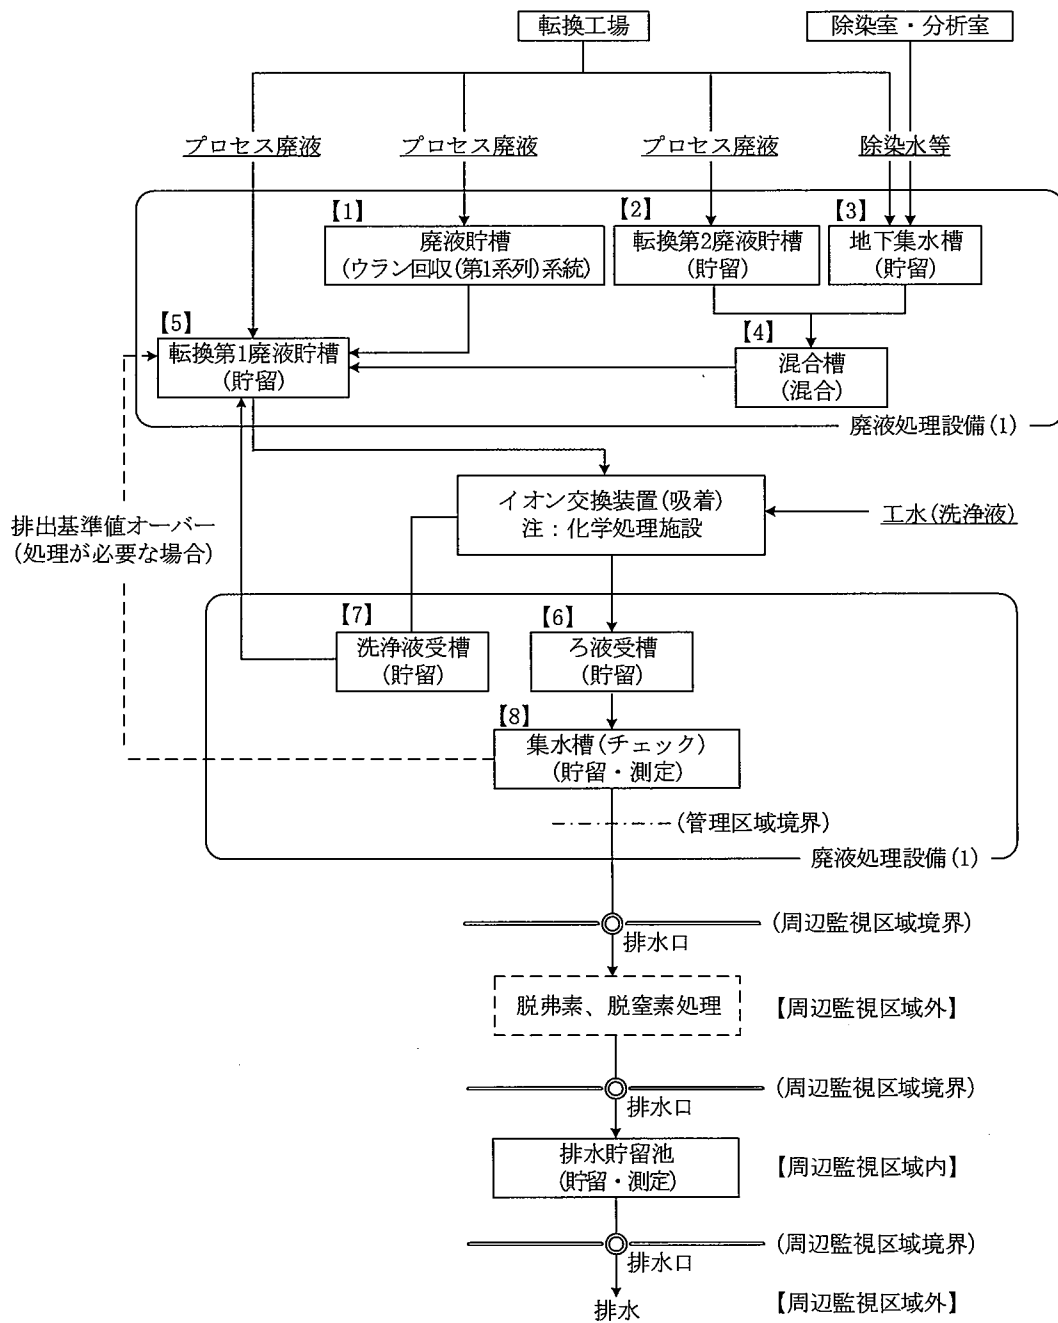 転換工場
除染室・分析室
プロセス廃液
プロセス廃液
プロセス廃液
除染水等
【1】
廃液貯槽
(ウラン回収(第1系列)系統)
【2】
転換第2廃液貯槽
(貯留)
【3】
地下集水槽
(貯留)
【5】
転換第1廃液貯槽
(貯留)
【4】
混合槽
(混合)
廃液処理設備(1)
イオン交換装置(吸着)
注：化学処理施設
工水(洗浄液)
排出基準値オーバー
(処理が必要な場合)
【7】
洗浄液受槽
(貯留)
【6】
ろ液受槽
(貯留)
【8】
集水槽(チェック)
(貯留・測定)
(管理区域境界)
廃液処理設備(1)
(周辺監視区域境界)
排水口
脱弗素、脱窒素処理
【周辺監視区域外】
(周辺監視区域境界)
排水口
排水貯留池
(貯留・測定)
【周辺監視区域内】
(周辺監視区域境界)
排水口
排水
【周辺監視区域外】